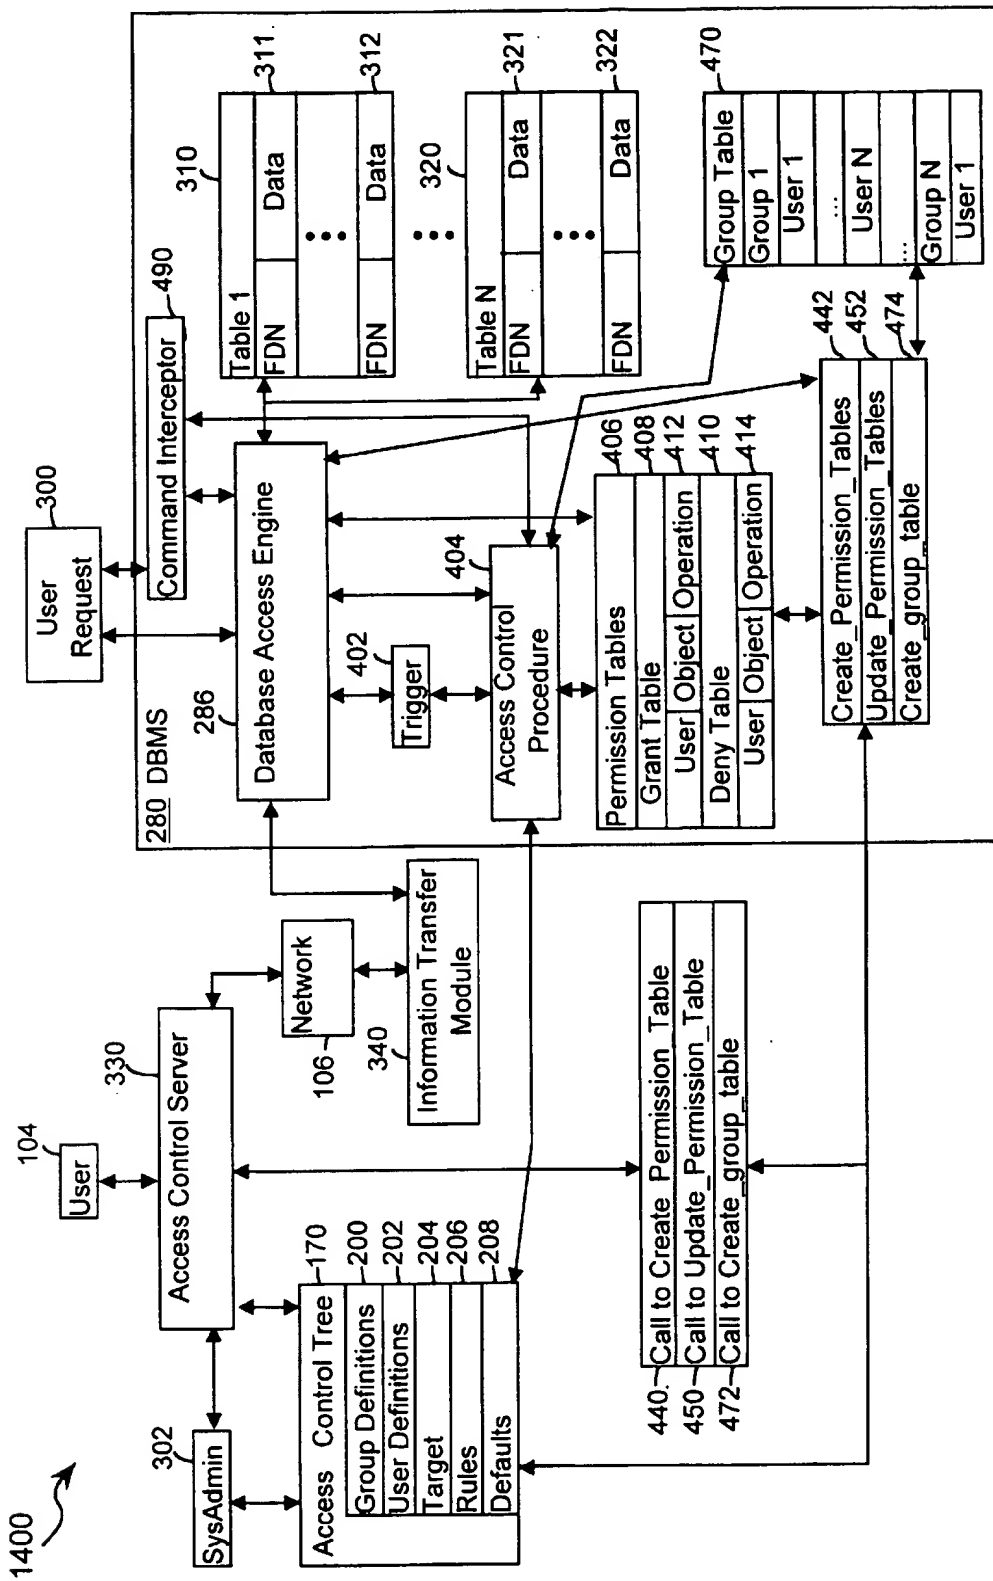 1400
SysAdmin
302
User
104
Access Control Server
330
Network
106
Information Transfer
Module
340
Access Control Tree
170
Group Definitions
200
User Definitions
202
Target
204
Rules
206
Defaults
208
440
Call to Create_Permission_Table
450
Call to Update_Permission_Table
472
Call to Create_group_table
User
Request
300
280 DBMS
Command Interceptor
490
286
Database Access Engine
Trigger
402
Access Control
Procedure
404
Table 1
310
FDN Data
311
FDN Data
312
Table N
320
FDN Data
321
FDN Data
322
Permission Tables
406
Grant Table
408
User Object Operation
412
Deny Table
410
User Object Operation
414
Create_Permission_Tables
442
Update_Permission_Tables
452
Create_group_table
474
Group Table
470
Group 1
User 1
...
User N
...
Group N
User 1